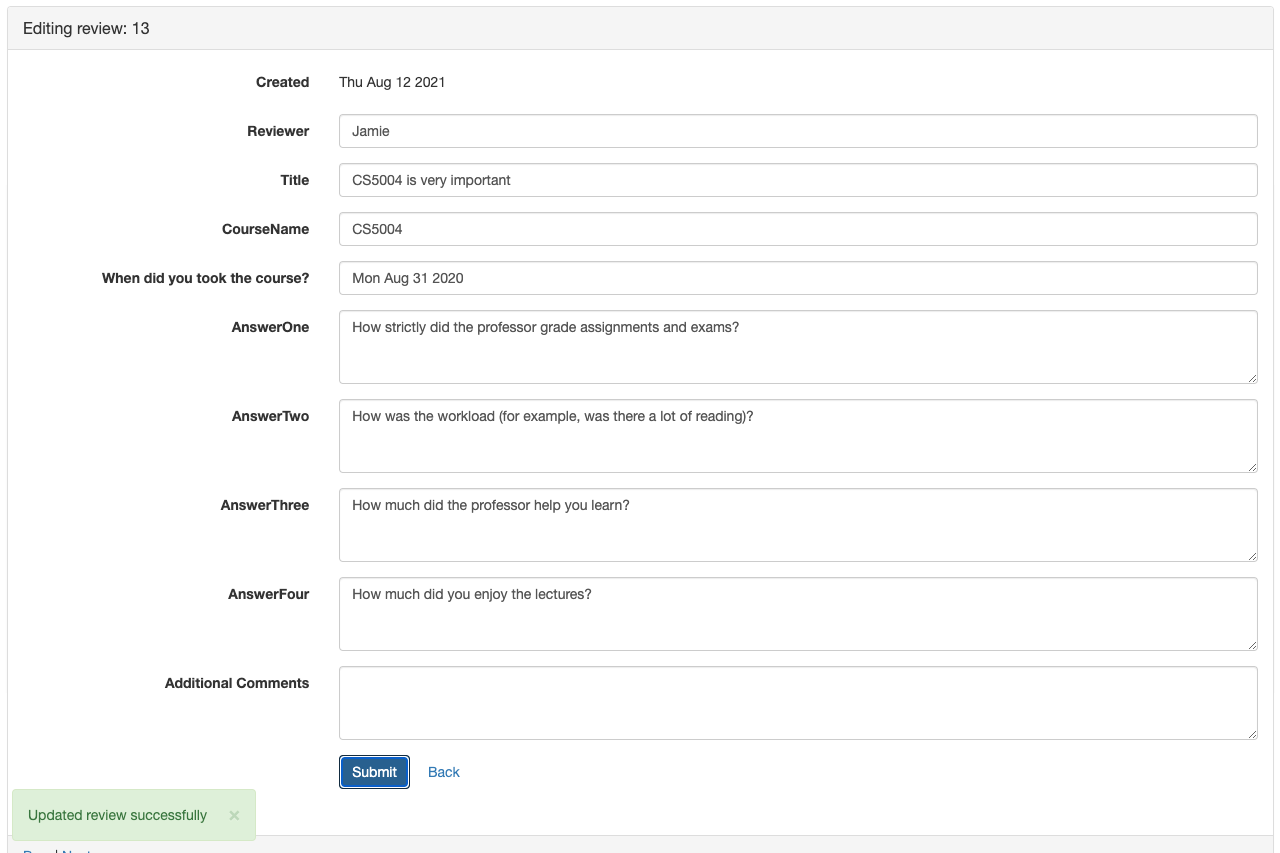 Editing review: 13
Created Thu Aug 12 2021
Reviewer Jamie
Title CS5004 is very important
CourseName CS5004
When did you took the course? Mon Aug 31 2020
AnswerOne How strictly did the professor grade assignments and exams?
AnswerTwo How was the workload (for example, was there a lot of reading)?
AnswerThree How much did the professor help you learn?
AnswerFour How much did you enjoy the lectures?
Additional Comments
Submit Back
Updated review successfully ×